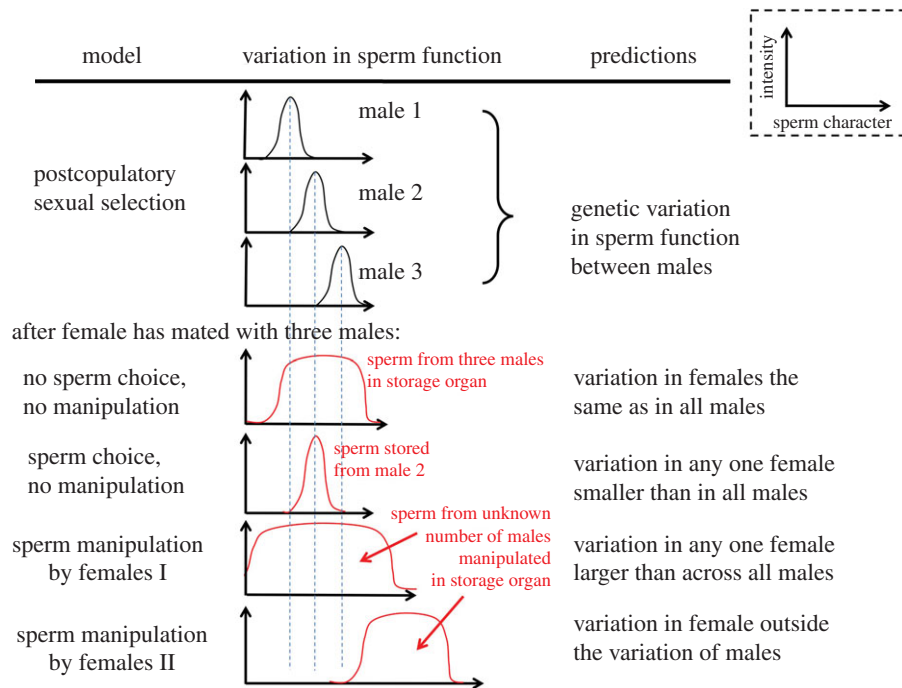 model
variation in sperm function
predictions
intensity
sperm character
male 1
male 2
male 3
postcopulatory
sexual selection
genetic variation
in sperm function
between males
after female has mated with three males:
no sperm choice,
no manipulation
sperm from three males
in storage organ
variation in females the
same as in all males
sperm choice,
no manipulation
sperm stored
from male 2
variation in any one female
smaller than in all males
sperm manipulation
by females I
sperm from unknown
number of males
manipulated
in storage organ
variation in any one female
larger than across all males
sperm manipulation
by females II
variation in female outside
the variation of males